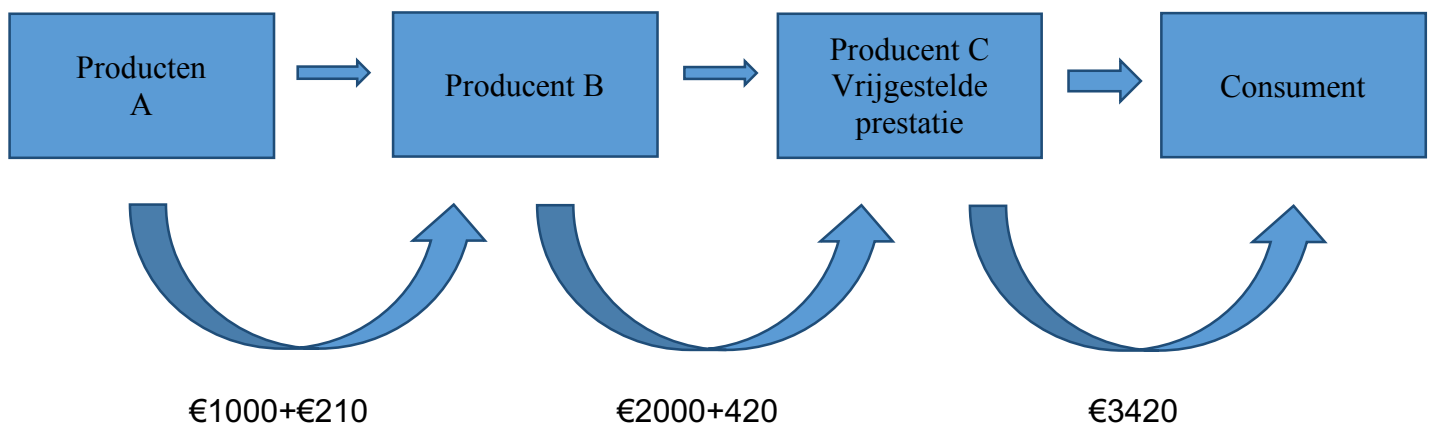 Producten
A
Producent B
Producent C
Vrijgestelde
prestatie
Consument
€1000+€210
€2000+420
€3420